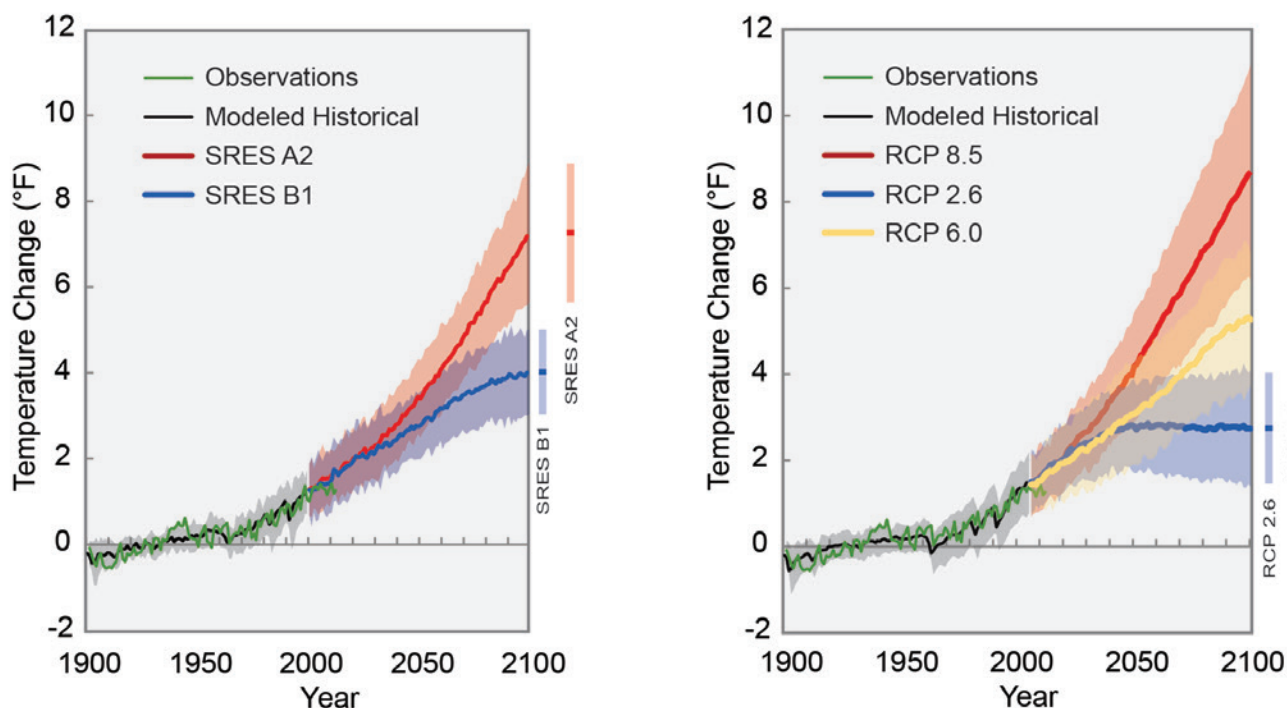 12
10
8
6
4
2
0
-2
Temperature Change (°F)
Observations
Modeled Historical
SRES A2
SRES B1
1900
1950
2000
2050
2100
Year
SRES B1
SRES A2
12
10
8
6
4
2
0
-2
Temperature Change (°F)
Observations
Modeled Historical
RCP 8.5
RCP 2.6
RCP 6.0
1900
1950
2000
2050
2100
Year
RCP 2.6